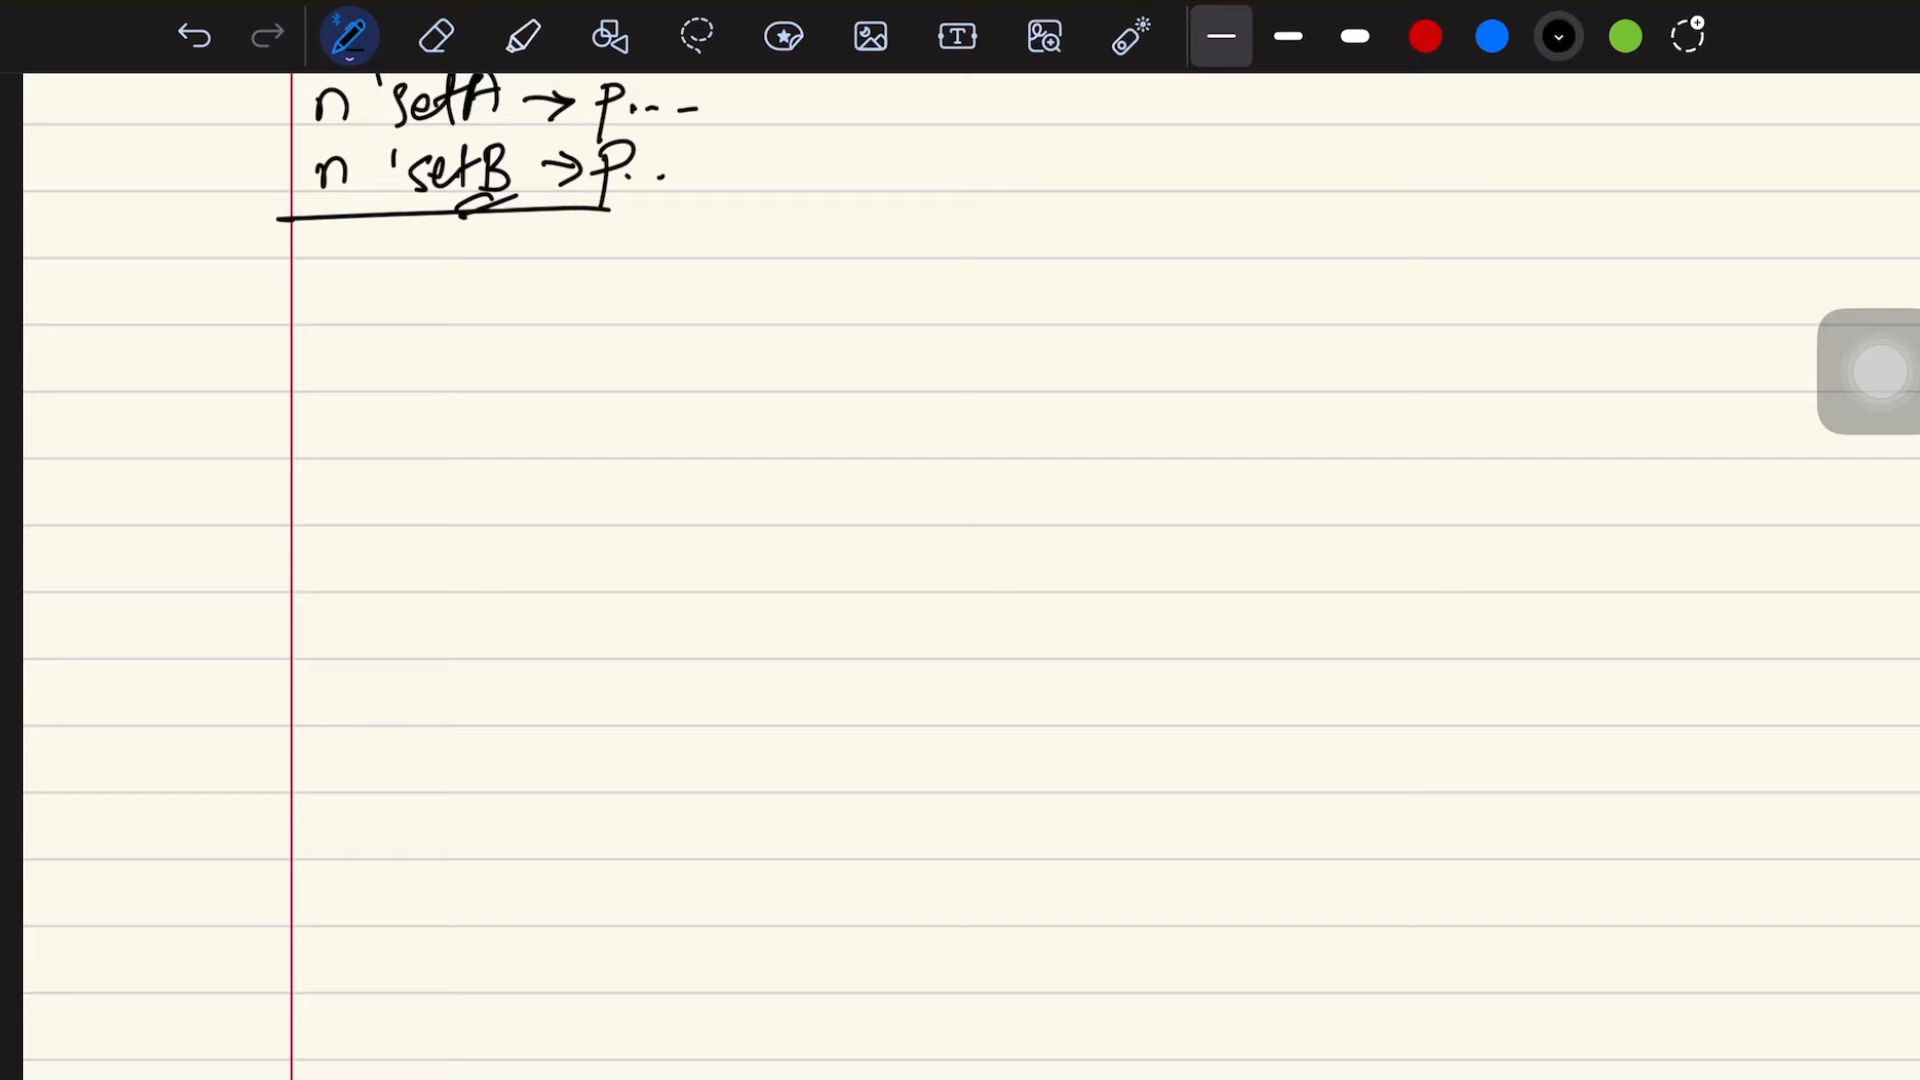 n 'setA → p...-
n 'setB → p..